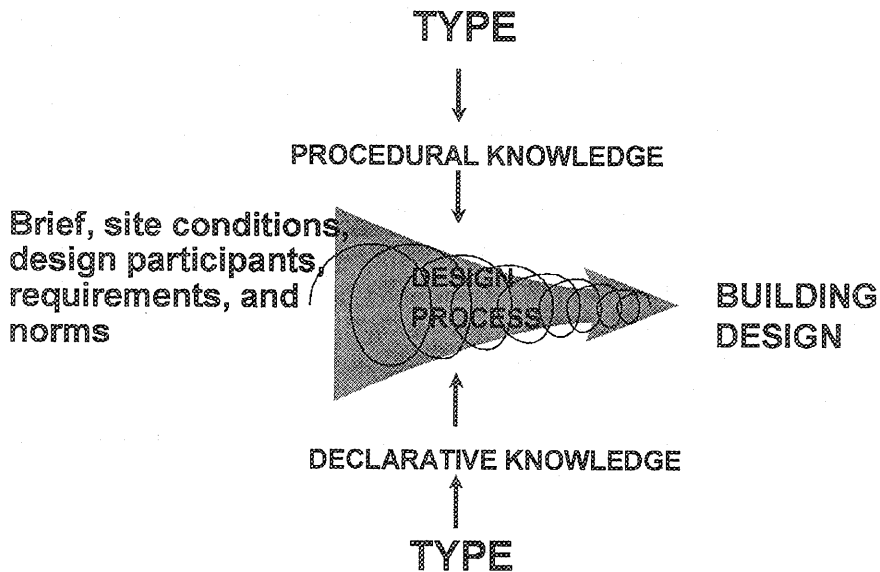 TYPE
PROCEDURAL KNOWLEDGE
Brief, site conditions,
design participants,
requirements, and
norms
DESIGN
PROCESS
BUILDING
DESIGN
DECLARATIVE KNOWLEDGE
TYPE